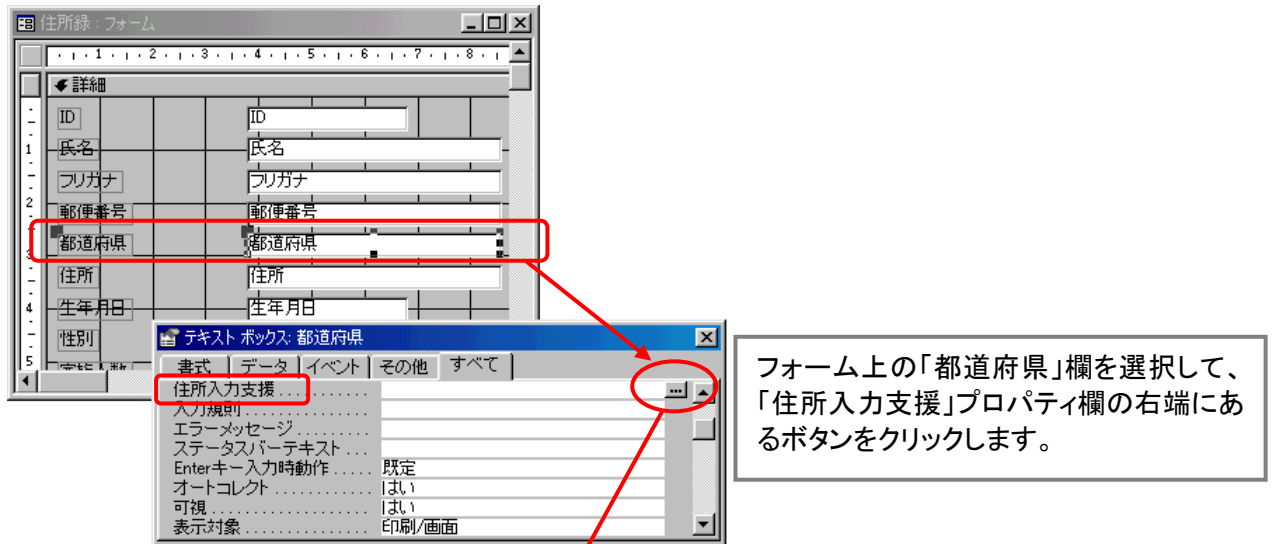 住所録 : フォーム
1 2 3 4 5 6 7 8
詳細
ID ID
1 氏名 氏名
フリガナ フリガナ
2 郵便番号 郵便番号
都道府県 都道府県
3
住所 住所
4 生年月日 生年月日
性別
5
テキスト ボックス: 都道府県
書式 データ イベント その他 すべて
住所入力支援 . . . . . . . . . . ...
入力規則 . . . . . . . . . . . . . .
エラーメッセージ . . . . . . . . .
ステータスバーテキスト . . .
Enterキー入力時動作 . . . . . 既定
オートコレクト . . . . . . . . . . . . はい
可視 . . . . . . . . . . . . . . . . . . はい
表示対象 . . . . . . . . . . . . . . 印刷/画面
フォーム上の「都道府県」欄を選択して、
「住所入力支援」プロパティ欄の右端にあ
るボタンをクリックします。